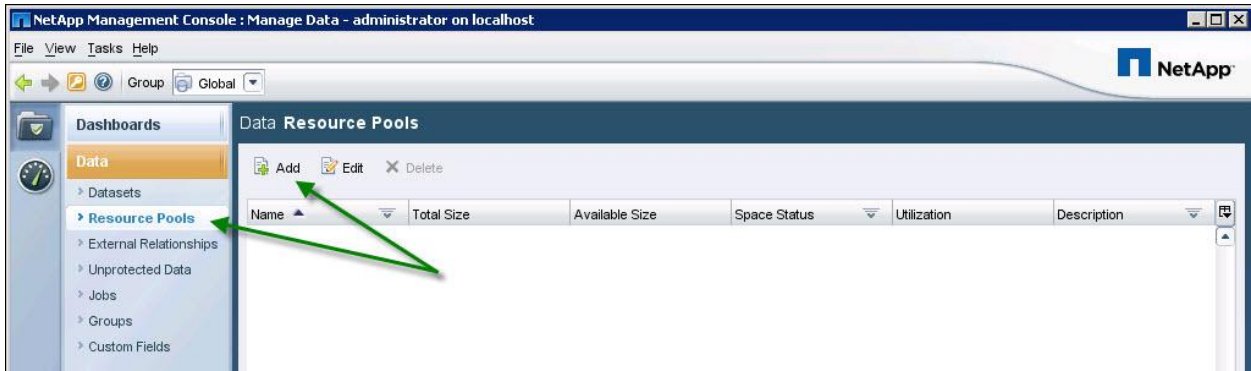 NetApp Management Console : Manage Data - administrator on localhost
File View Tasks Help
Group Global
NetApp
Dashboards
Data Resource Pools
Data
Add Edit Delete
Datasets
Resource Pools
Name Total Size Available Size Space Status Utilization Description
External Relationships
Unprotected Data
Jobs
Groups
Custom Fields